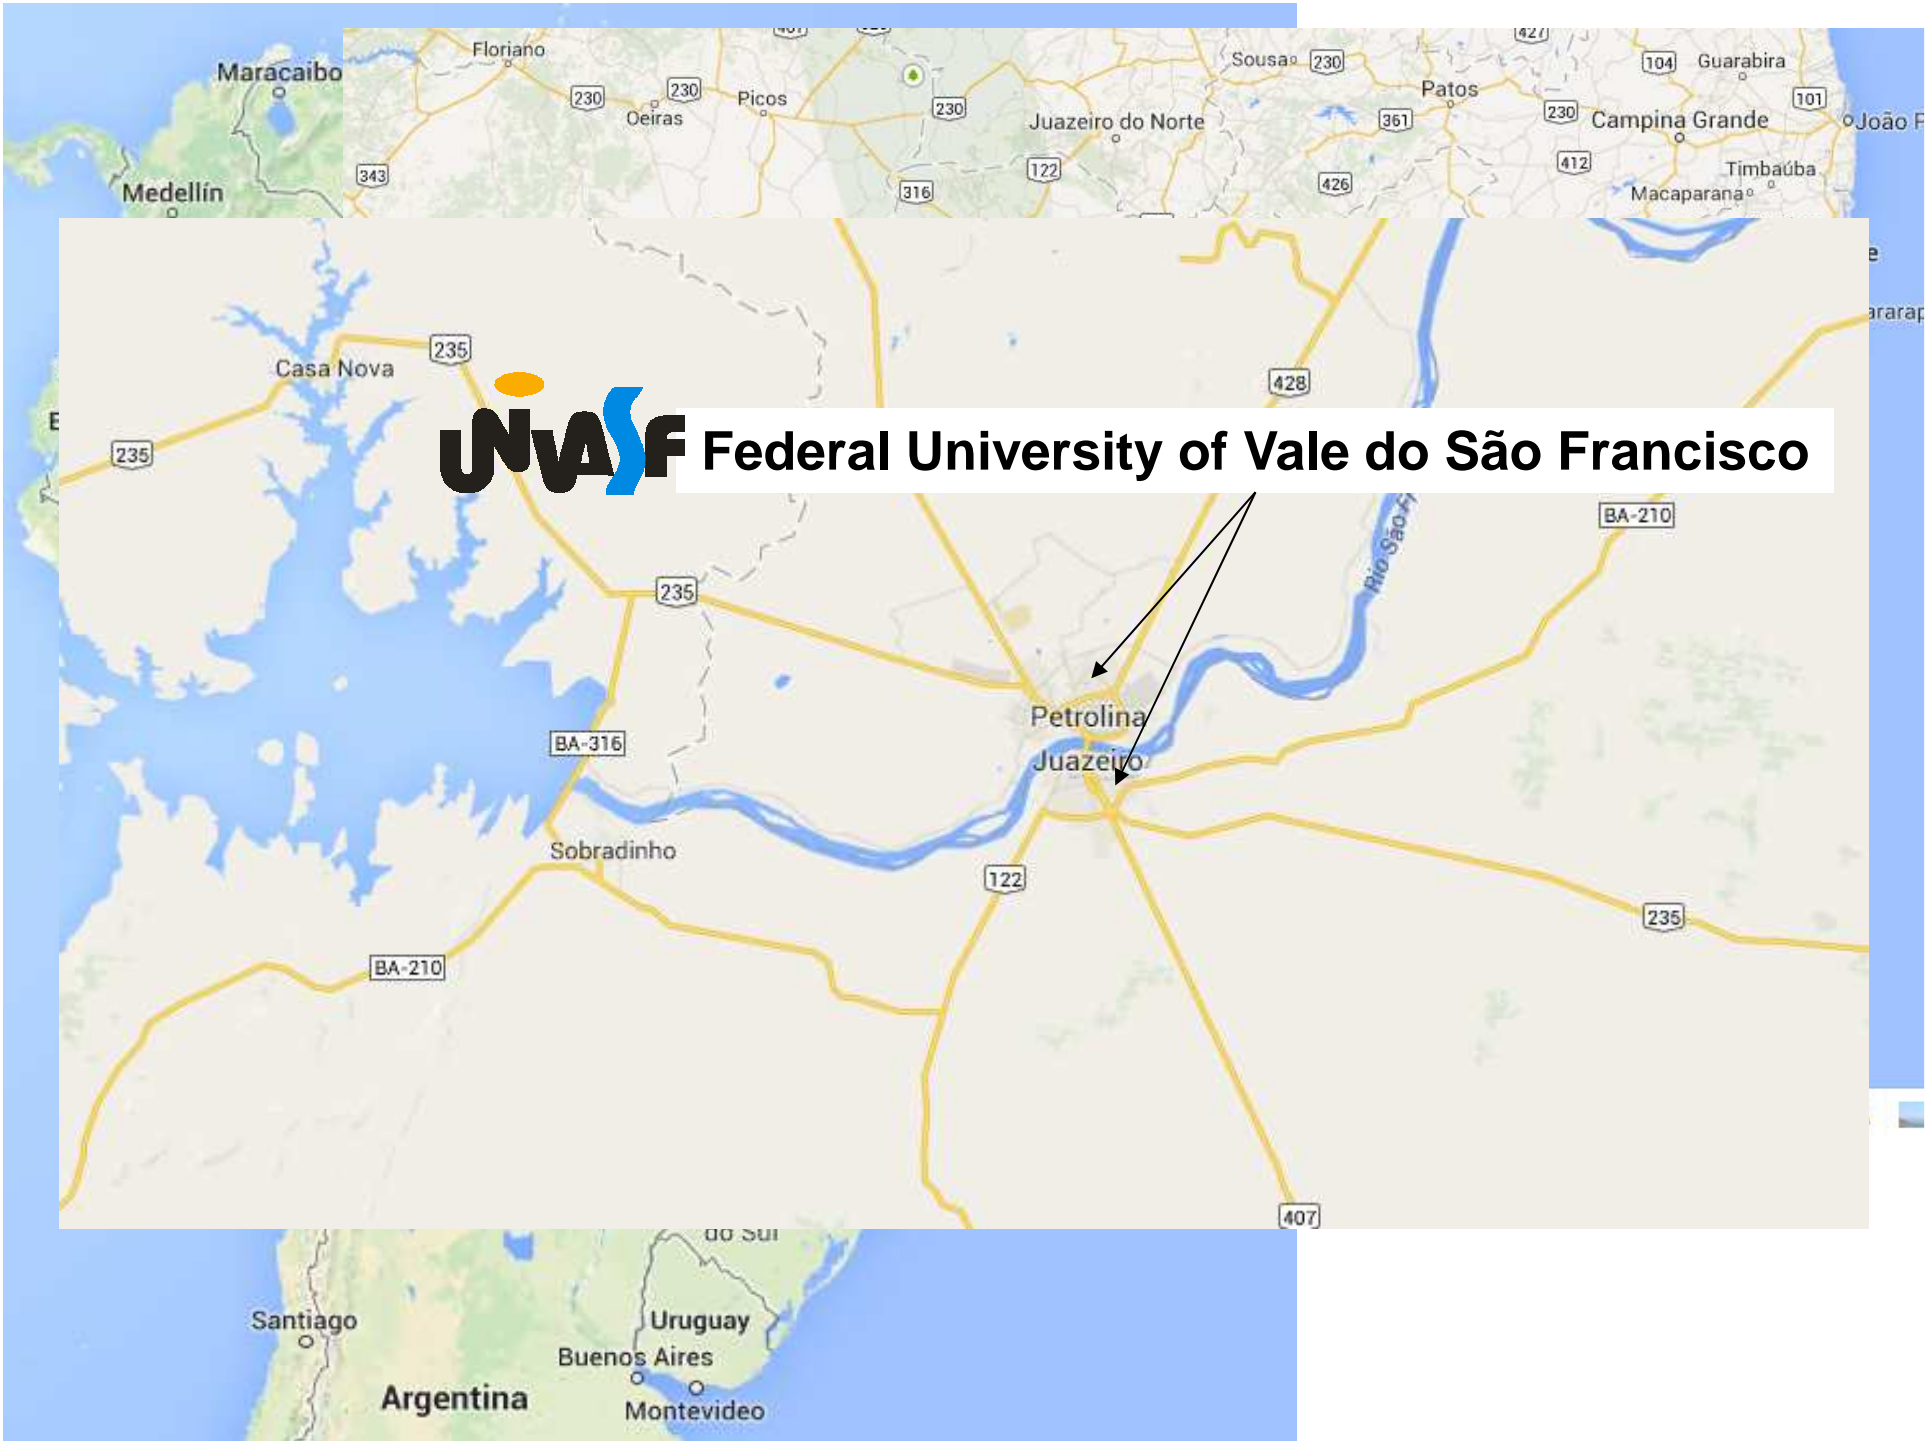 Maracaibo
Medellín
Floriano
230
Oeiras
230
Picos
230
Juazeiro do Norte
Sousa
230
427
Patos
361
230
104
Guarabira
101
Campina Grande
343
316
122
426
412
Timbaúba
Macaparana
Casa Nova
235
428
235
UNIVASF
Federal University of Vale do São Francisco
BA-210
235
Petrolina
Juazeiro
BA-316
Sobradinho
122
235
BA-210
407
do Sul
Santiago
Uruguay
Buenos Aires
Argentina
Montevideo